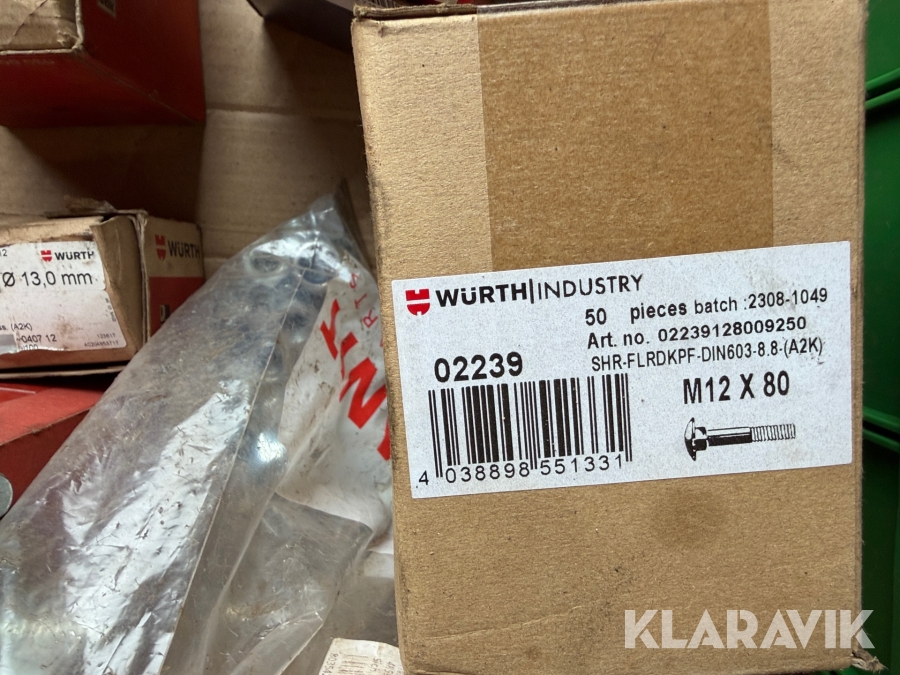 WÜRTH
Ø 13,0 mm
(A2K)
-0407 12
WÜRTH
WÜRTH INDUSTRY
50 pieces batch :2308-1049
Art. no. 02239128009250
02239
SHR-FLRDKPF-DIN603-8.8-(A2K)
M12 X 80
4 038898 551331
KLARAVIK